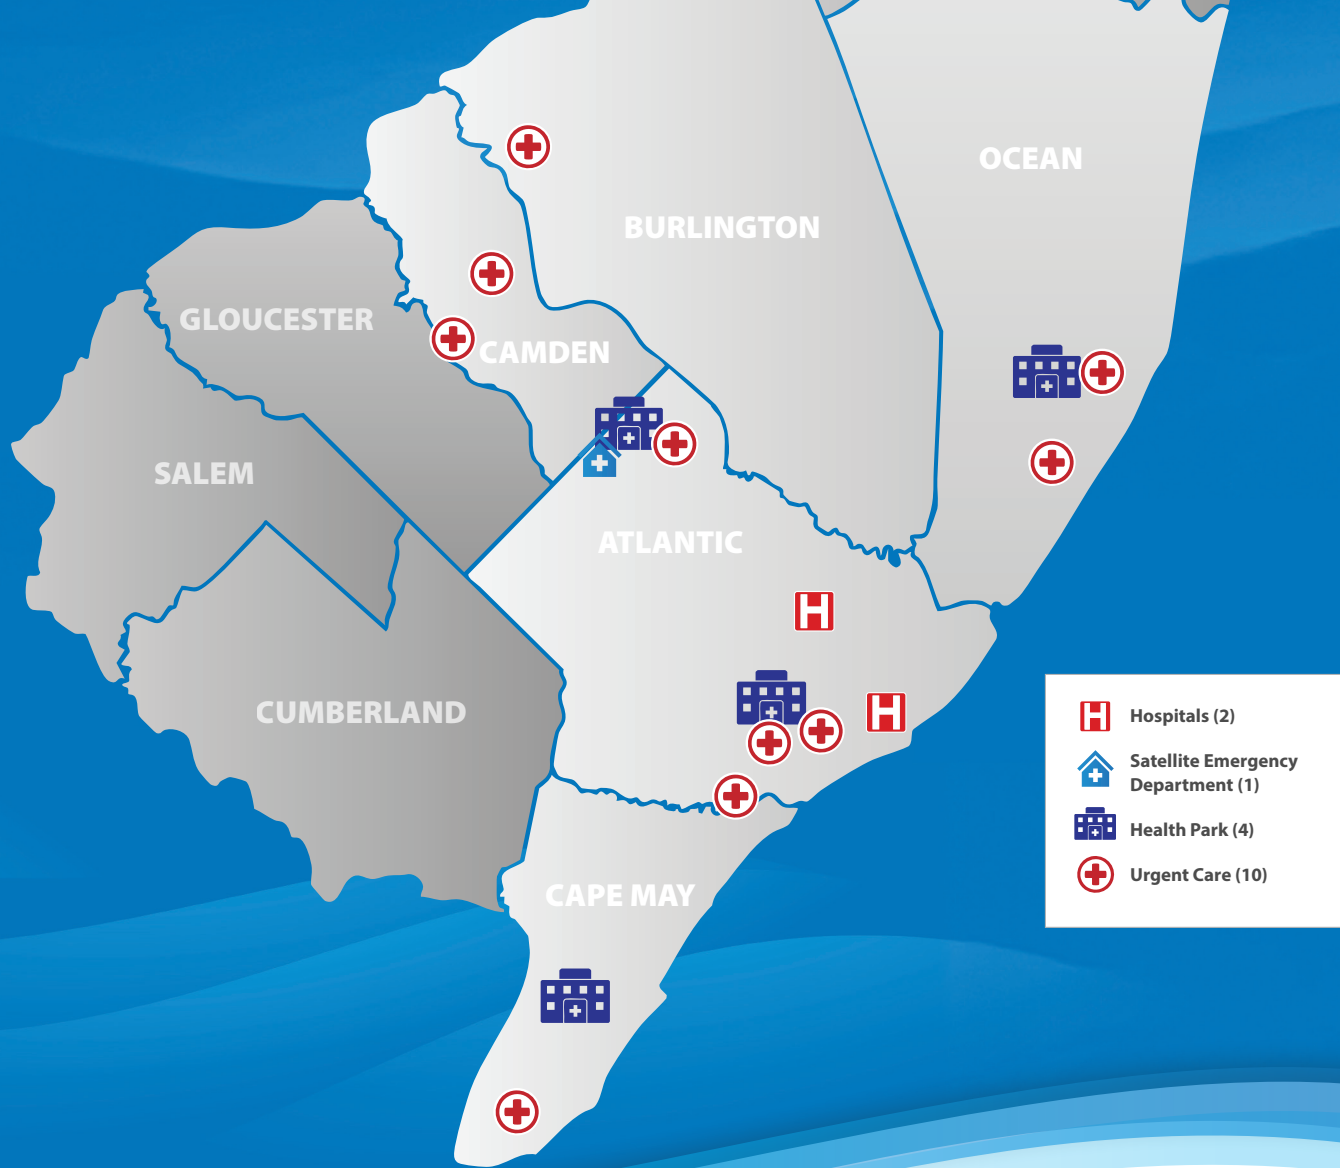 OCEAN
BURLINGTON
GLOUCESTER
CAMDEN
SALEM
ATLANTIC
CUMBERLAND
CAPE MAY
H
H
H Hospitals (2)
Satellite Emergency
Department (1)
Health Park (4)
Urgent Care (10)